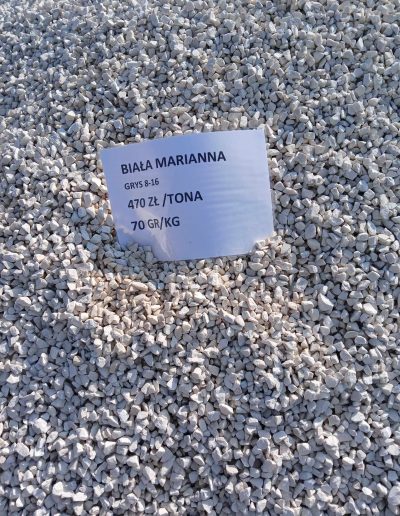 BIAŁA MARIANNA
GRYS 8-16
470 ZŁ /TONA
70 GR/KG